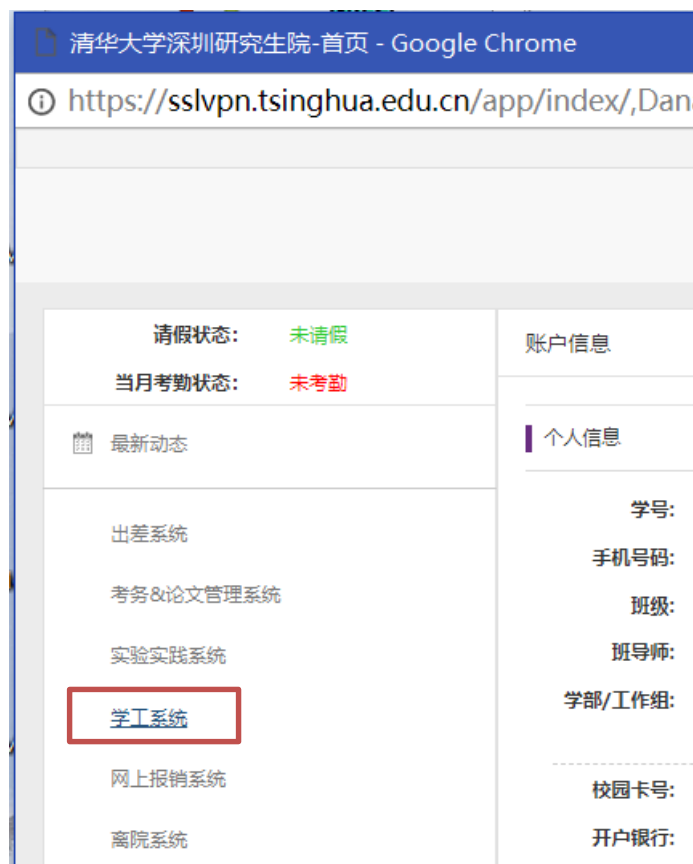 清华大学深圳研究生院-首页 - Google Chrome
https://sslvpn.tsinghua.edu.cn/app/index/,Dan
请假状态: 未请假
当月考勤状态: 未考勤
最新动态
出差系统
考务&论文管理系统
实验实践系统
学工系统
网上报销系统
离院系统
账户信息
个人信息
学号:
手机号码:
班级:
班导师:
学部/工作组:
校园卡号:
开户银行: